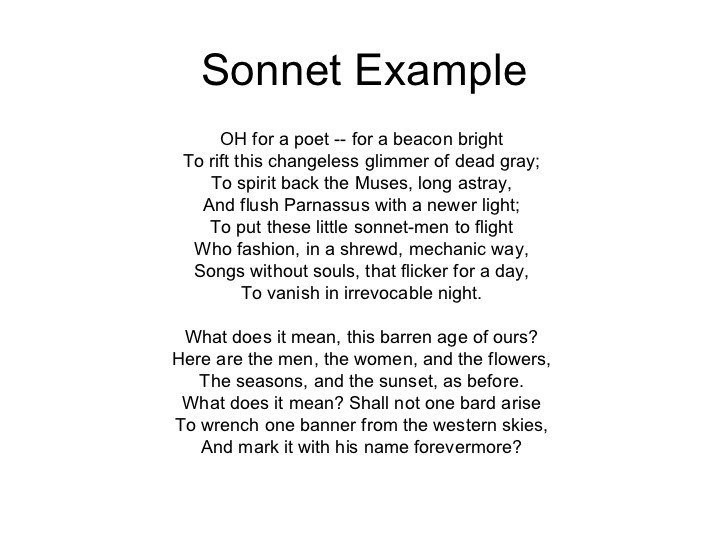 Sonnet Example
OH for a poet -- for a beacon bright
To rift this changeless glimmer of dead gray;
To spirit back the Muses, long astray,
And flush Parnassus with a newer light;
To put these little sonnet-men to flight
Who fashion, in a shrewd, mechanic way,
Songs without souls, that flicker for a day,
To vanish in irrevocable night.
What does it mean, this barren age of ours?
Here are the men, the women, and the flowers,
The seasons, and the sunset, as before.
What does it mean? Shall not one bard arise
To wrench one banner from the western skies,
And mark it with his name forevermore?